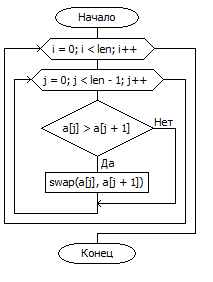 Начало
i = 0; i < len; i++
j = 0; j < len - 1; j++
a[j] > a[j + 1]
Нет
Да
swap(a[j], a[j + 1])
Конец